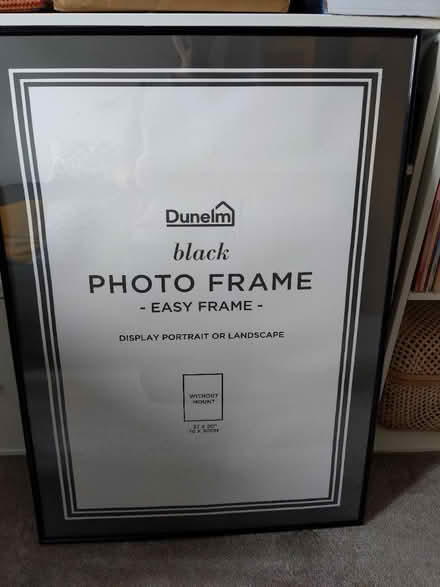 Dunelm
black
PHOTO FRAME
- EASY FRAME -
DISPLAY PORTRAIT OR LANDSCAPE
WITHOUT
MOUNT